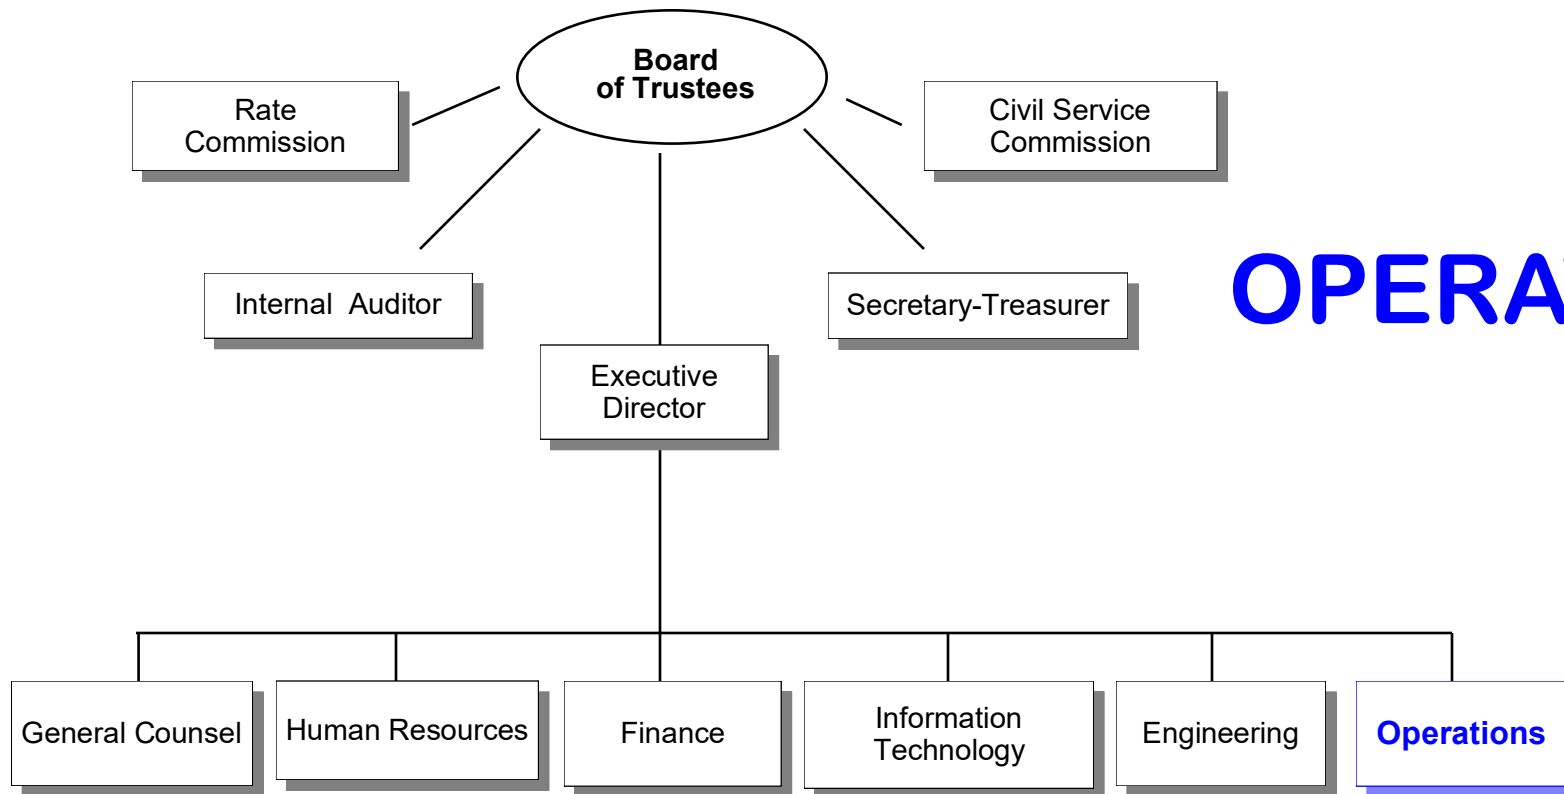 Board
of Trustees
Rate
Commission
Civil Service
Commission
Internal Auditor
Secretary-Treasurer
OPERA
Executive
Director
General Counsel
Human Resources
Finance
Information
Technology
Engineering
Operations